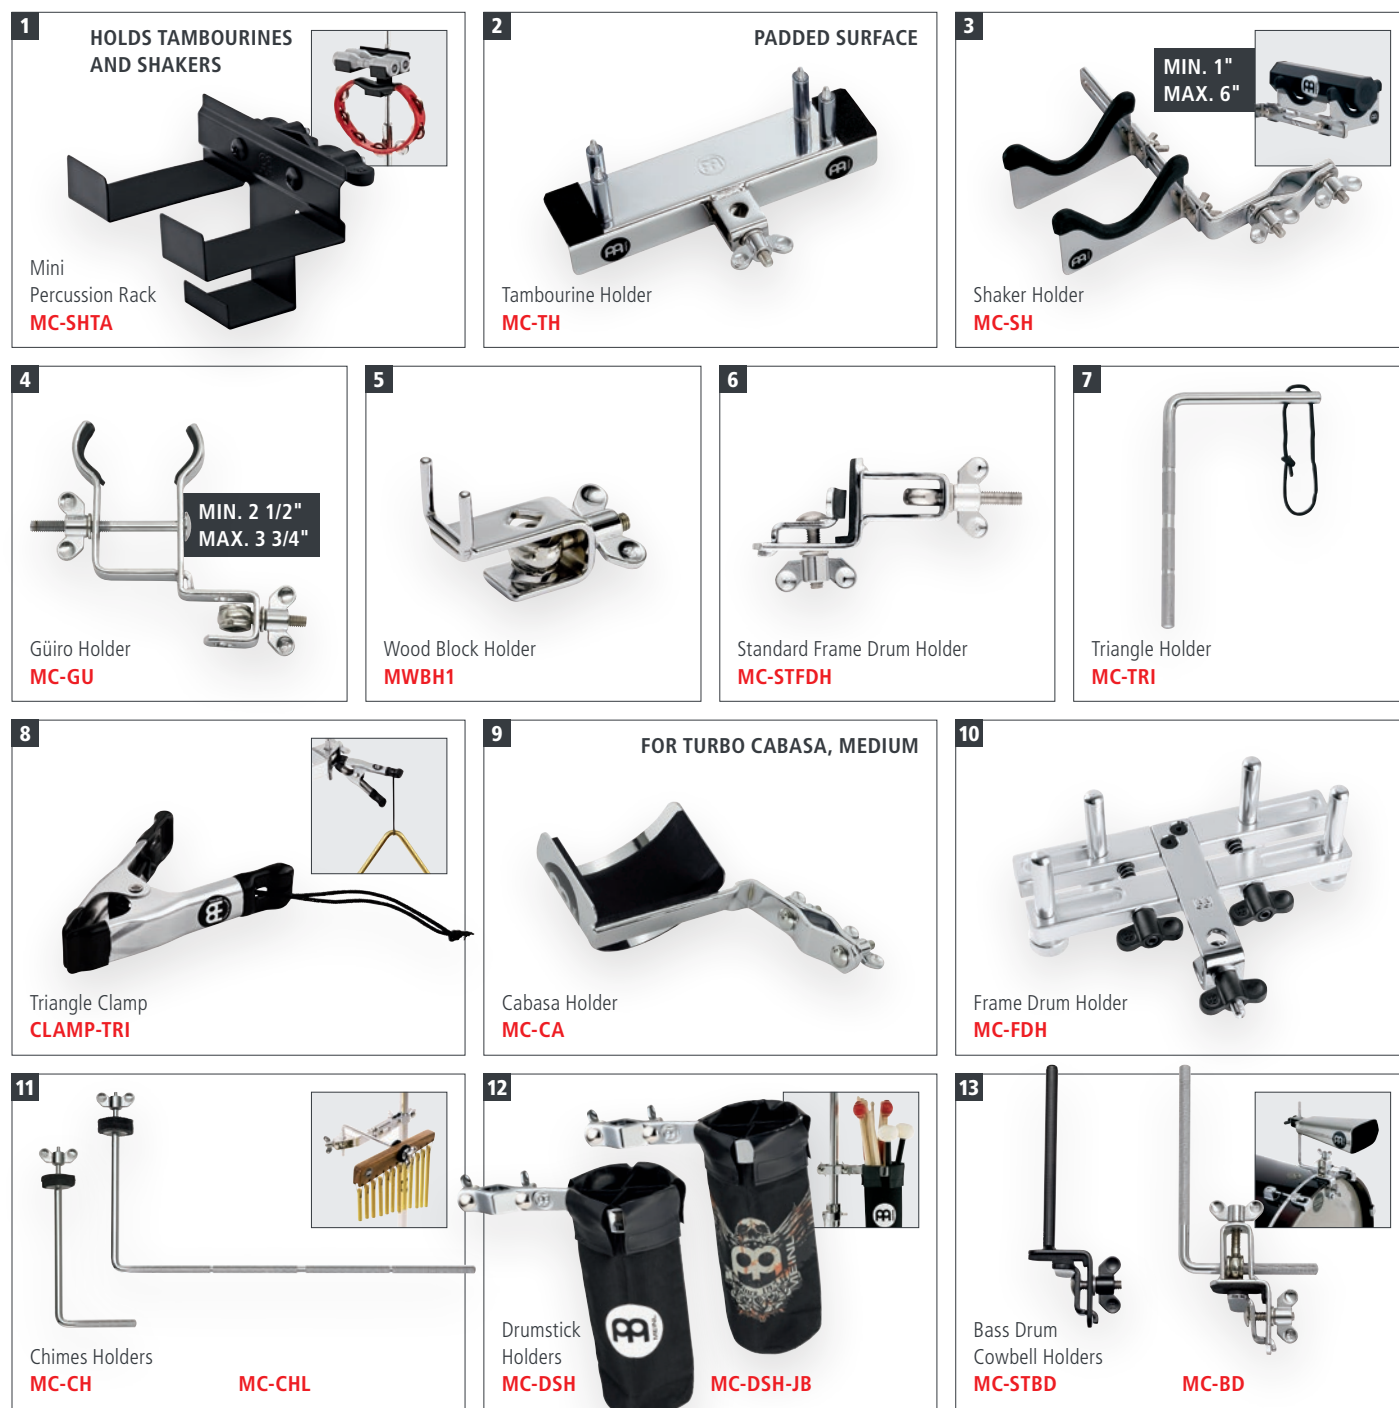 1
HOLDS TAMBOURINES
AND SHAKERS
Mini
Percussion Rack
MC-SHTA
2
PADDED SURFACE
Tambourine Holder
MC-TH
3
MIN. 1"
MAX. 6"
Shaker Holder
MC-SH
4
MIN. 2 1/2"
MAX. 3 3/4"
Güiro Holder
MC-GU
5
Wood Block Holder
MWBH1
6
Standard Frame Drum Holder
MC-STFDH
7
Triangle Holder
MC-TRI
8
Triangle Clamp
CLAMP-TRI
9
FOR TURBO CABASA, MEDIUM
Cabasa Holder
MC-CA
10
Frame Drum Holder
MC-FDH
11
Chimes Holders
MC-CH MC-CHL
12
MEINL
MEINL
Drumstick
Holders
MC-DSH MC-DSH-JB
13
Bass Drum
Cowbell Holders
MC-STBD MC-BD